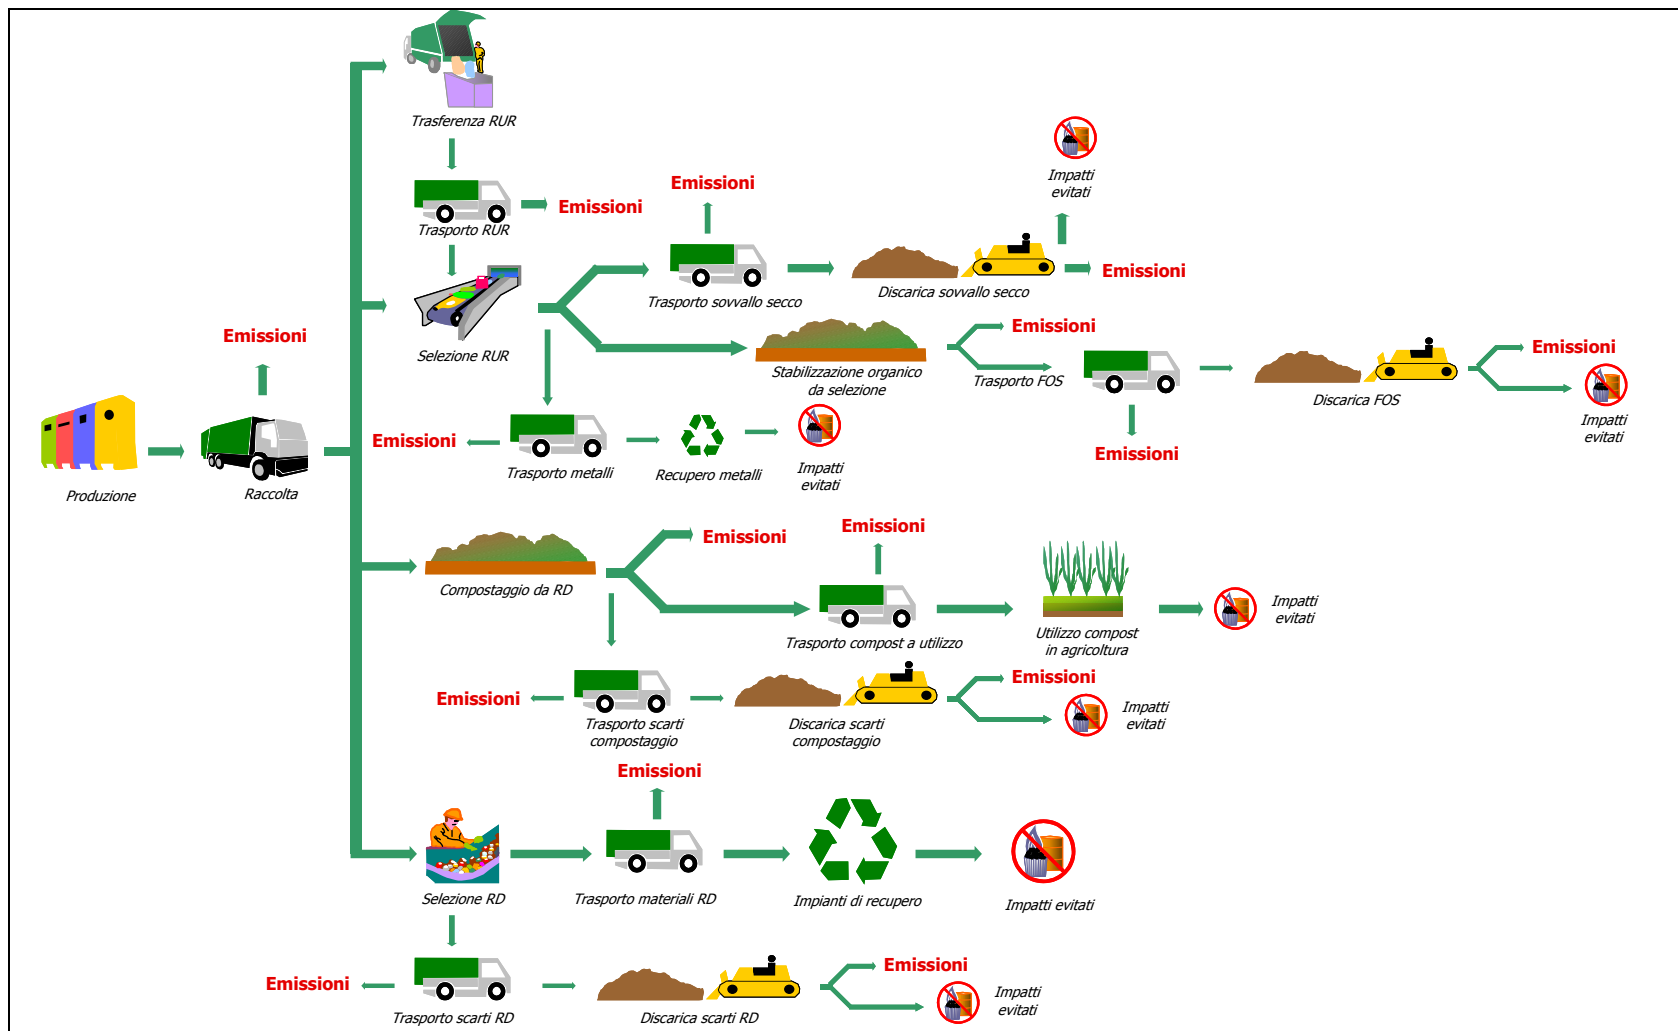 Trasferenza RUR
Trasporto RUR
Emissioni
Emissioni
Impatti
evitati
Trasporto sovvallo secco
Discarica sovvallo secco
Emissioni
Selezione RUR
Emissioni
Stabilizzazione organico
da selezione
Emissioni
Trasporto FOS
Emissioni
Discarica FOS
Emissioni
Impatti
evitati
Produzione
Raccolta
Emissioni
Trasporto metalli
Recupero metalli
Impatti
evitati
Compostaggio da RD
Emissioni
Emissioni
Trasporto compost a utilizzo
Utilizzo compost
in agricoltura
Impatti
evitati
Emissioni
Trasporto scarti
compostaggio
Discarica scarti
compostaggio
Emissioni
Impatti
evitati
Emissioni
Selezione RD
Trasporto materiali RD
Impianti di recupero
Impatti evitati
Emissioni
Trasporto scarti RD
Discarica scarti RD
Emissioni
Impatti
evitati